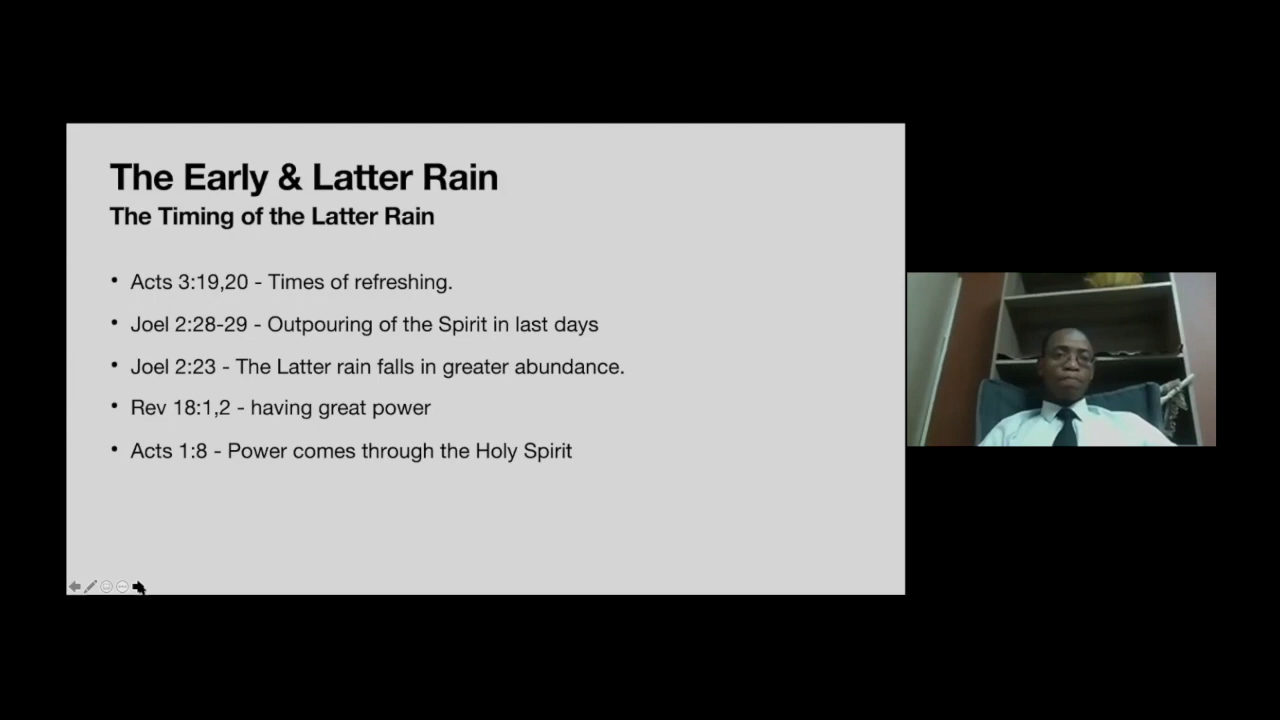 The Early & Latter Rain
The Timing of the Latter Rain
• Acts 3:19,20 - Times of refreshing.
• Joel 2:28-29 - Outpouring of the Spirit in last days
• Joel 2:23 - The Latter rain falls in greater abundance.
• Rev 18:1,2 - having great power
• Acts 1:8 - Power comes through the Holy Spirit